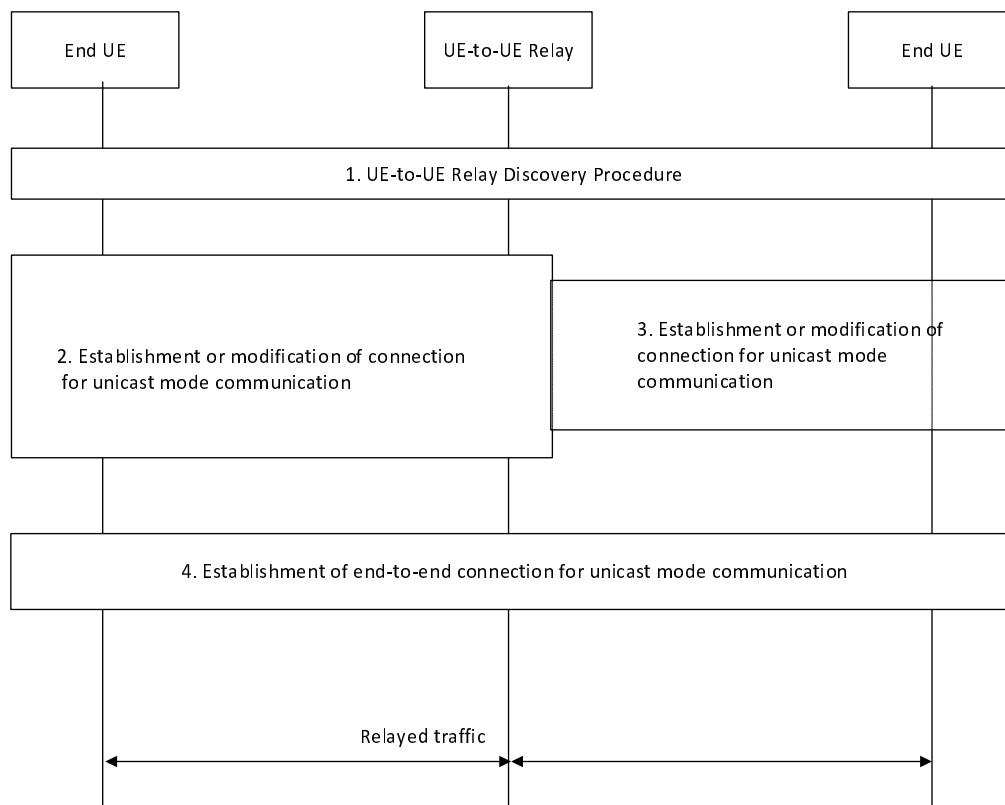 End UE
UE-to-UE Relay
End UE
1. UE-to-UE Relay Discovery Procedure
2. Establishment or modification of connection
for unicast mode communication
3. Establishment or modification of
connection for unicast mode
communication
4. Establishment of end-to-end connection for unicast mode communication
Relayed traffic